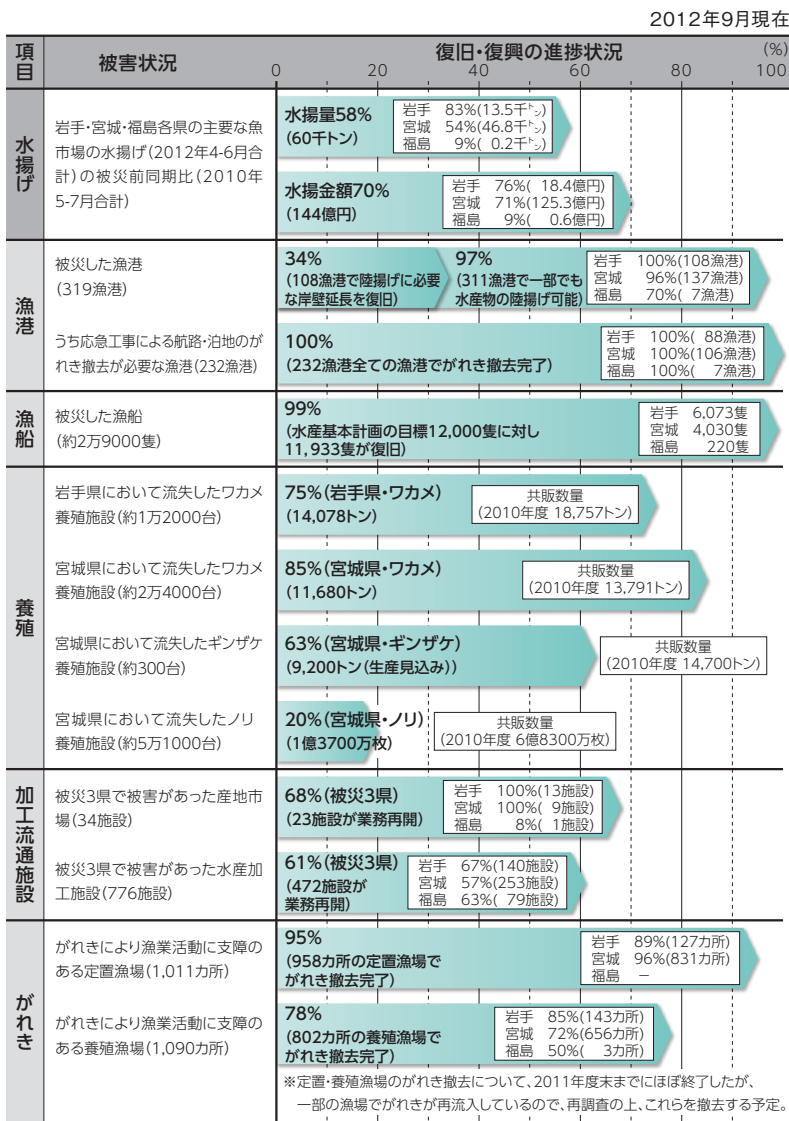 2012年9月現在
項目
被害状況
復旧・復興の進捗状況
(%)
0 20 40 60 80 100
水揚げ
岩手・宮城・福島各県の主要な魚
市場の水揚げ(2012年4-6月合
計)の被災前同期比(2010年
5-7月合計)
水揚量58%
(60千トン)
岩手 83%(13.5千トン)
宮城 54%(46.8千トン)
福島 9%( 0.2千トン)
水揚金額70%
(144億円)
岩手 76%( 18.4億円)
宮城 71%(125.3億円)
福島 9%( 0.6億円)
漁港
被災した漁港
(319漁港)
34%
(108漁港で陸揚げに必要
な岸壁延長を復旧)
97%
(311漁港で一部でも
水産物の陸揚げ可能)
岩手 100%(108漁港)
宮城 96%(137漁港)
福島 70%( 7漁港)
うち応急工事による航路・泊地のが
れき撤去が必要な漁港(232漁港)
100%
(232漁港全ての漁港でがれき撤去完了)
岩手 100%( 88漁港)
宮城 100%(106漁港)
福島 100%( 7漁港)
漁船
被災した漁船
(約2万9000隻)
99%
(水産基本計画の目標12,000隻に対し
11,933隻が復旧)
岩手 6,073隻
宮城 4,030隻
福島 220隻
養殖
岩手県において流失したワカメ
養殖施設(約1万2000台)
75%(岩手県・ワカメ)
(14,078トン)
共販数量
(2010年度 18,757トン)
宮城県において流失したワカメ
養殖施設(約2万4000台)
85%(宮城県・ワカメ)
(11,680トン)
共販数量
(2010年度 13,791トン)
宮城県において流失したギンザケ
養殖施設(約300台)
63%(宮城県・ギンザケ)
(9,200トン(生産見込み))
共販数量
(2010年度 14,700トン)
宮城県において流失したノリ
養殖施設(約5万1000台)
20%(宮城県・ノリ)
(1億3700万枚)
共販数量
(2010年度 6億8300万枚)
加工流通施設
被災3県で被害があった産地市
場(34施設)
68%(被災3県)
(23施設が業務再開)
岩手 100%(13施設)
宮城 100%( 9施設)
福島 8%( 1施設)
被災3県で被害があった水産加
工施設(776施設)
61%(被災3県)
(472施設が
業務再開)
岩手 67%(140施設)
宮城 57%(253施設)
福島 63%( 79施設)
がれき
がれきにより漁業活動に支障の
ある定置漁場(1,011カ所)
95%
(958カ所の定置漁場で
がれき撤去完了)
岩手 89%(127カ所)
宮城 96%(831カ所)
福島 −
がれきにより漁業活動に支障の
ある養殖漁場(1,090カ所)
78%
(802カ所の養殖漁場で
がれき撤去完了)
岩手 85%(143カ所)
宮城 72%(656カ所)
福島 50%( 3カ所)
※定置・養殖漁場のがれき撤去について、2011年度末までにほぼ終了したが、
一部の漁場でがれきが再流入しているので、再調査の上、これらを撤去する予定。